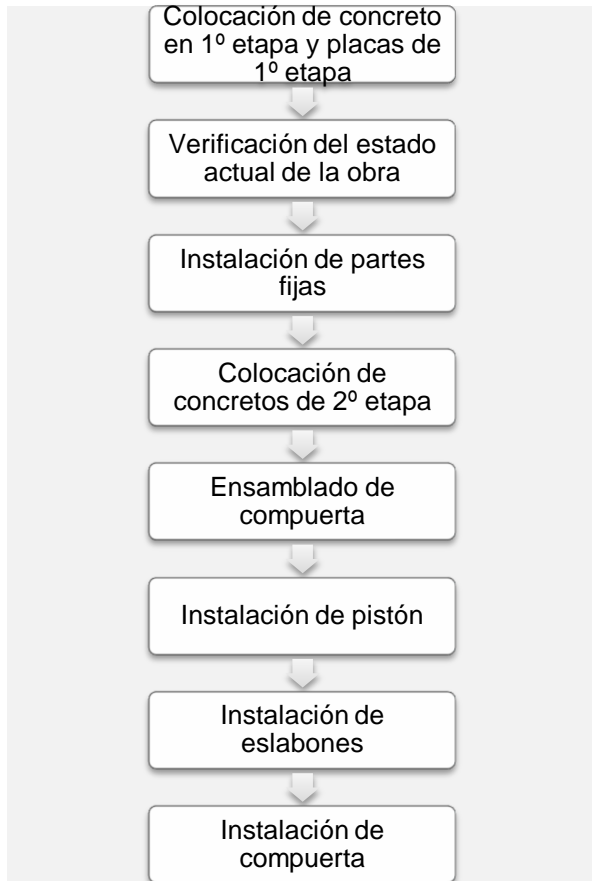 Colocación de concreto
en 1º etapa y placas de
1º etapa
Verificación del estado
actual de la obra
Instalación de partes
fijas
Colocación de
concretos de 2º etapa
Ensamblado de
compuerta
Instalación de pistón
Instalación de
eslabones
Instalación de
compuerta